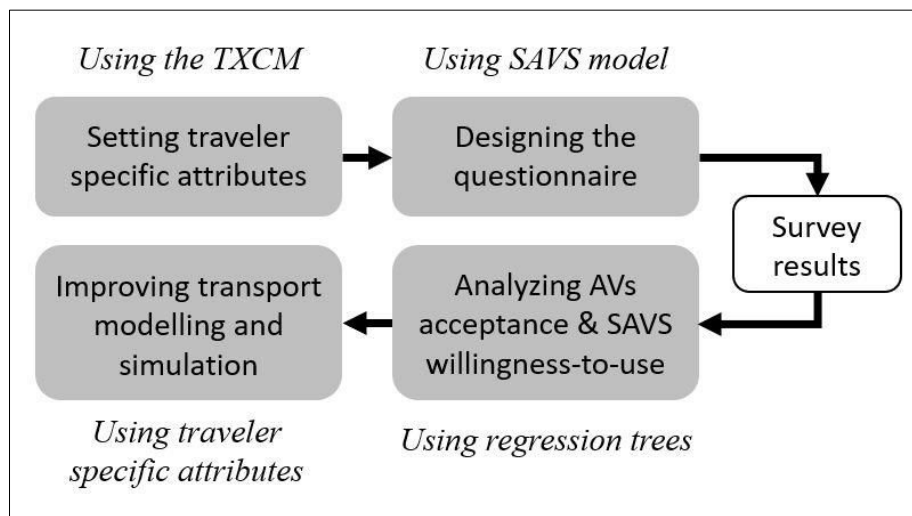 Using the TXCM
Using SAVS model
Setting traveler
specific attributes
Designing the
questionnaire
Survey
results
Improving transport
modelling and
simulation
Analyzing AVs
acceptance & SAVS
willingness-to-use
Using traveler
specific attributes
Using regression trees